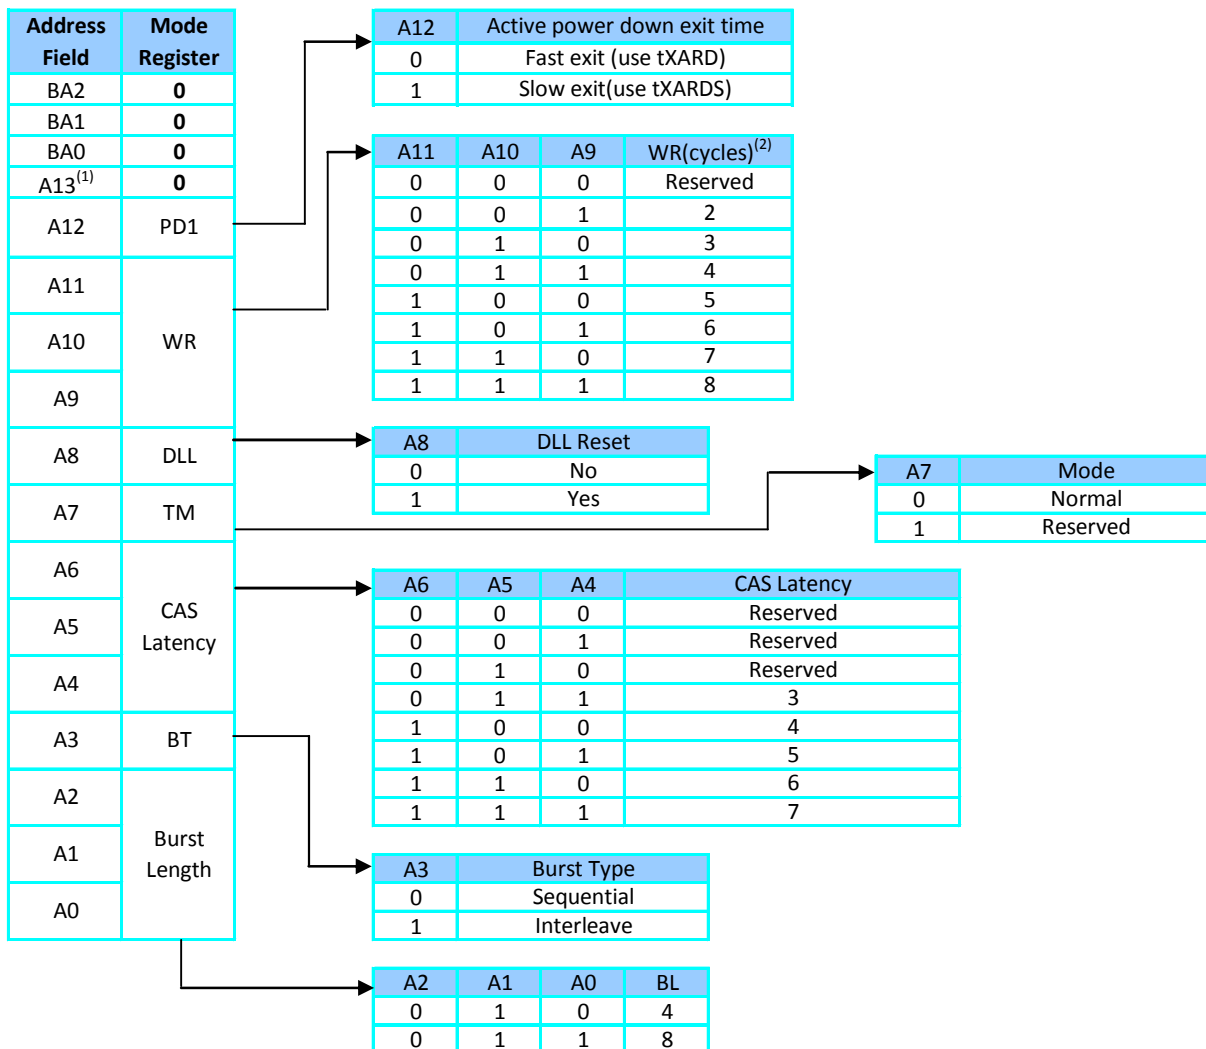 Address Field Mode Register
BA2 0
BA1 0
BA0 0
A13(1) 0
A12 PD1
A11
A10 WR
A9
A8 DLL
A7 TM
A6
A5 CAS Latency
A4
A3 BT
A2
A1 Burst Length
A0
A12 Active power down exit time
0 Fast exit (use tXARD)
1 Slow exit(use tXARDS)
A11 A10 A9 WR(cycles)(2)
0 0 0 Reserved
0 0 1 2
0 1 0 3
0 1 1 4
1 0 0 5
1 0 1 6
1 1 0 7
1 1 1 8
A8 DLL Reset
0 No
1 Yes
A7 Mode
0 Normal
1 Reserved
A6 A5 A4 CAS Latency
0 0 0 Reserved
0 0 1 Reserved
0 1 0 Reserved
0 1 1 3
1 0 0 4
1 0 1 5
1 1 0 6
1 1 1 7
A3 Burst Type
0 Sequential
1 Interleave
A2 A1 A0 BL
0 1 0 4
0 1 1 8